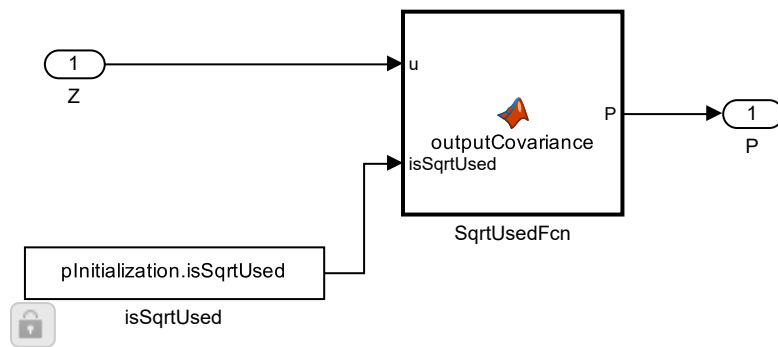 1
Z
u
P
outputCovariance
isSqrtUsed
SqrtUsedFcn
1
P
pInitialization.isSqrtUsed
isSqrtUsed